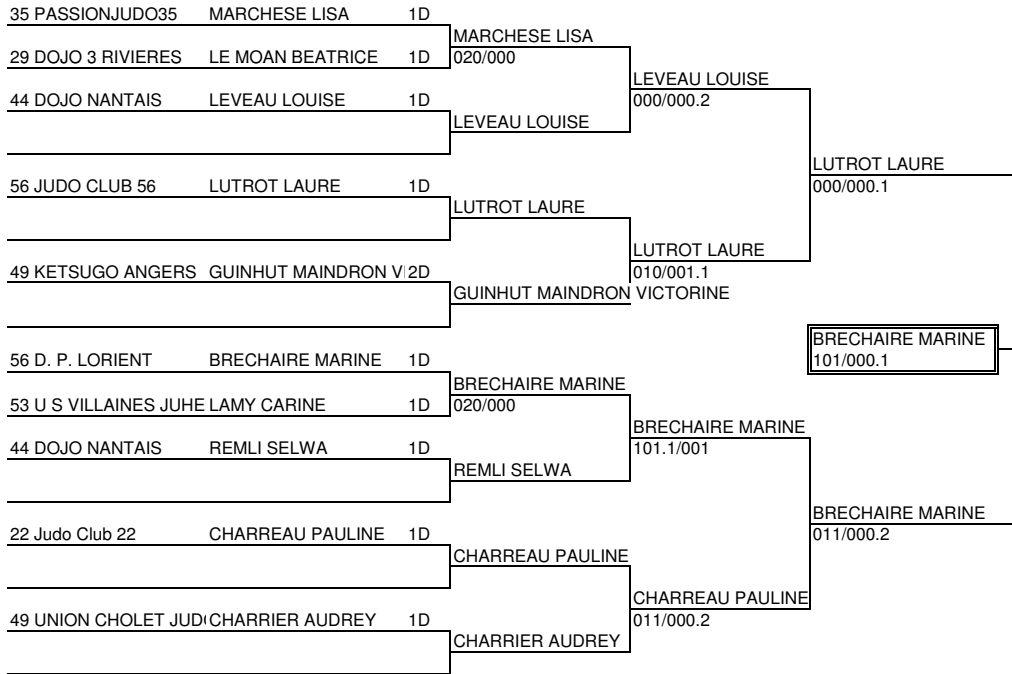 35 PASSIONJUDO35 MARCHESE LISA 1D
MARCHESE LISA
29 DOJO 3 RIVIERES LE MOAN BEATRICE 1D 020/000
LEVEAU LOUISE
44 DOJO NANTAIS LEVEAU LOUISE 1D 000/000.2
LEVEAU LOUISE
LUTROT LAURE
56 JUDO CLUB 56 LUTROT LAURE 1D 000/000.1
LUTROT LAURE
LUTROT LAURE
49 KETSUGO ANGERS GUINHUT MAINDRON V 2D 010/001.1
GUINHUT MAINDRON VICTORINE
BRECHAIRE MARINE
56 D. P. LORIENT BRECHAIRE MARINE 1D 101/000.1
BRECHAIRE MARINE
53 U S VILLAINES JUHE LAMY CARINE 1D 020/000
BRECHAIRE MARINE
44 DOJO NANTAIS REMLI SELWA 1D 101.1/001
REMLI SELWA
BRECHAIRE MARINE
22 Judo Club 22 CHARREAU PAULINE 1D 011/000.2
CHARREAU PAULINE
CHARREAU PAULINE
49 UNION CHOLET JUD CHARRIER AUDREY 1D 011/000.2
CHARRIER AUDREY